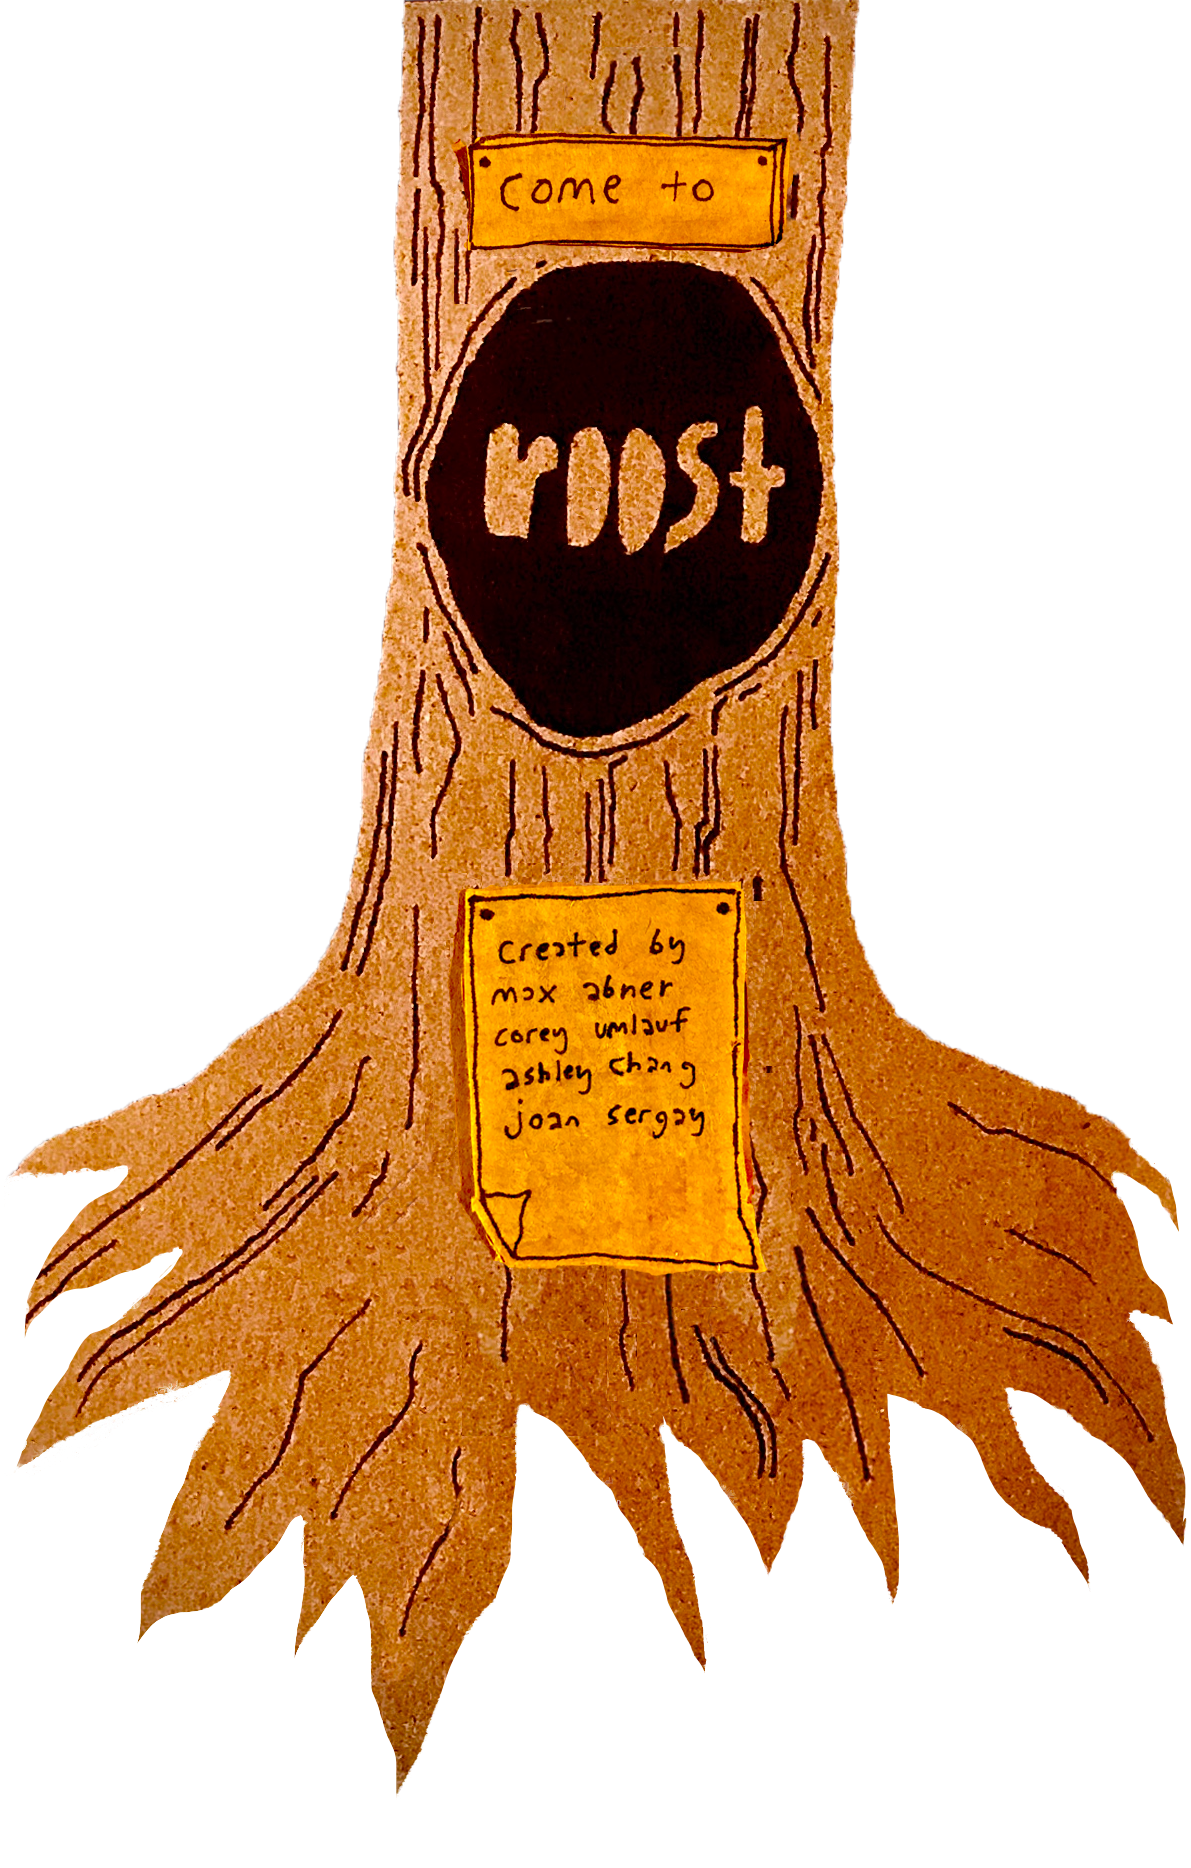 come to
roost
created by
max abner
corey umlauf
ashley chang
joan sergay